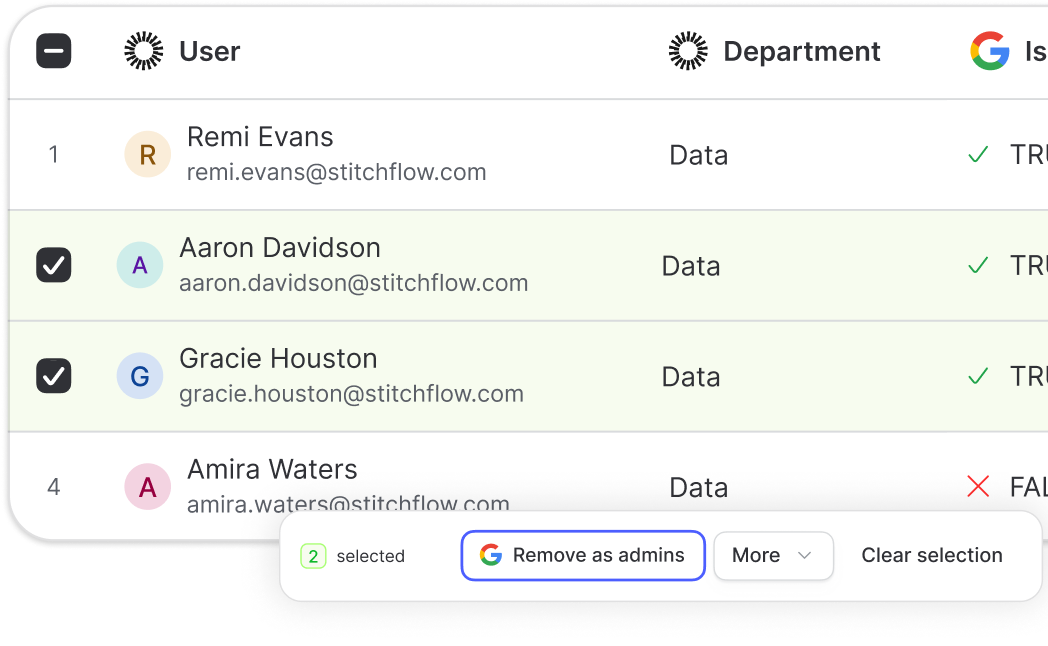 User Department Is
1 R Remi Evans Data TRU
remi.evans@stitchflow.com
A Aaron Davidson Data TRU
aaron.davidson@stitchflow.com
G Gracie Houston Data TRU
gracie.houston@stitchflow.com
4 A Amira Waters Data FAL
amira.waters@stitchflow.com
2 selected Remove as admins More Clear selection